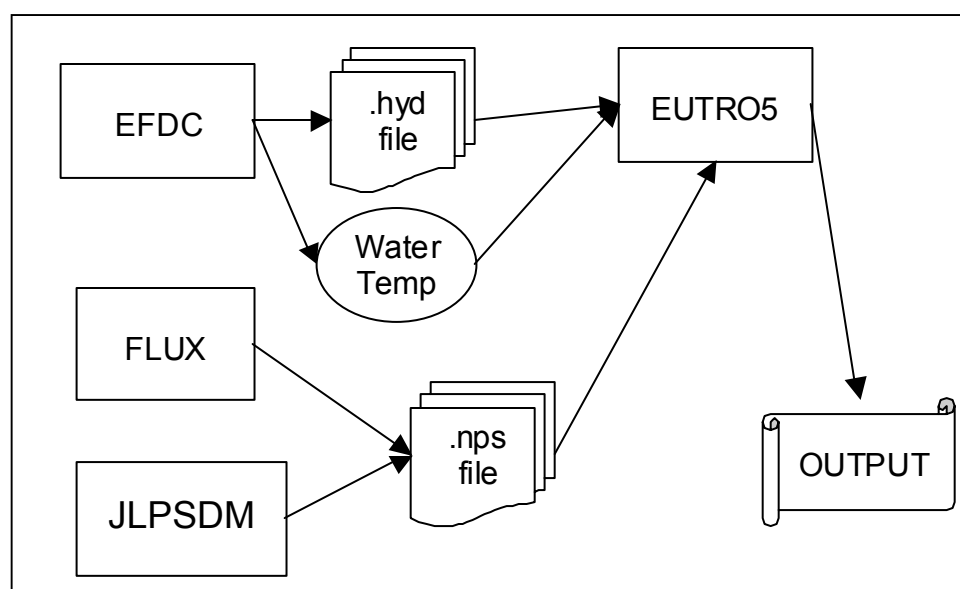 EFDC
.hyd
file
EUTRO5
Water
Temp
FLUX
.nps
file
JLPSDM
OUTPUT